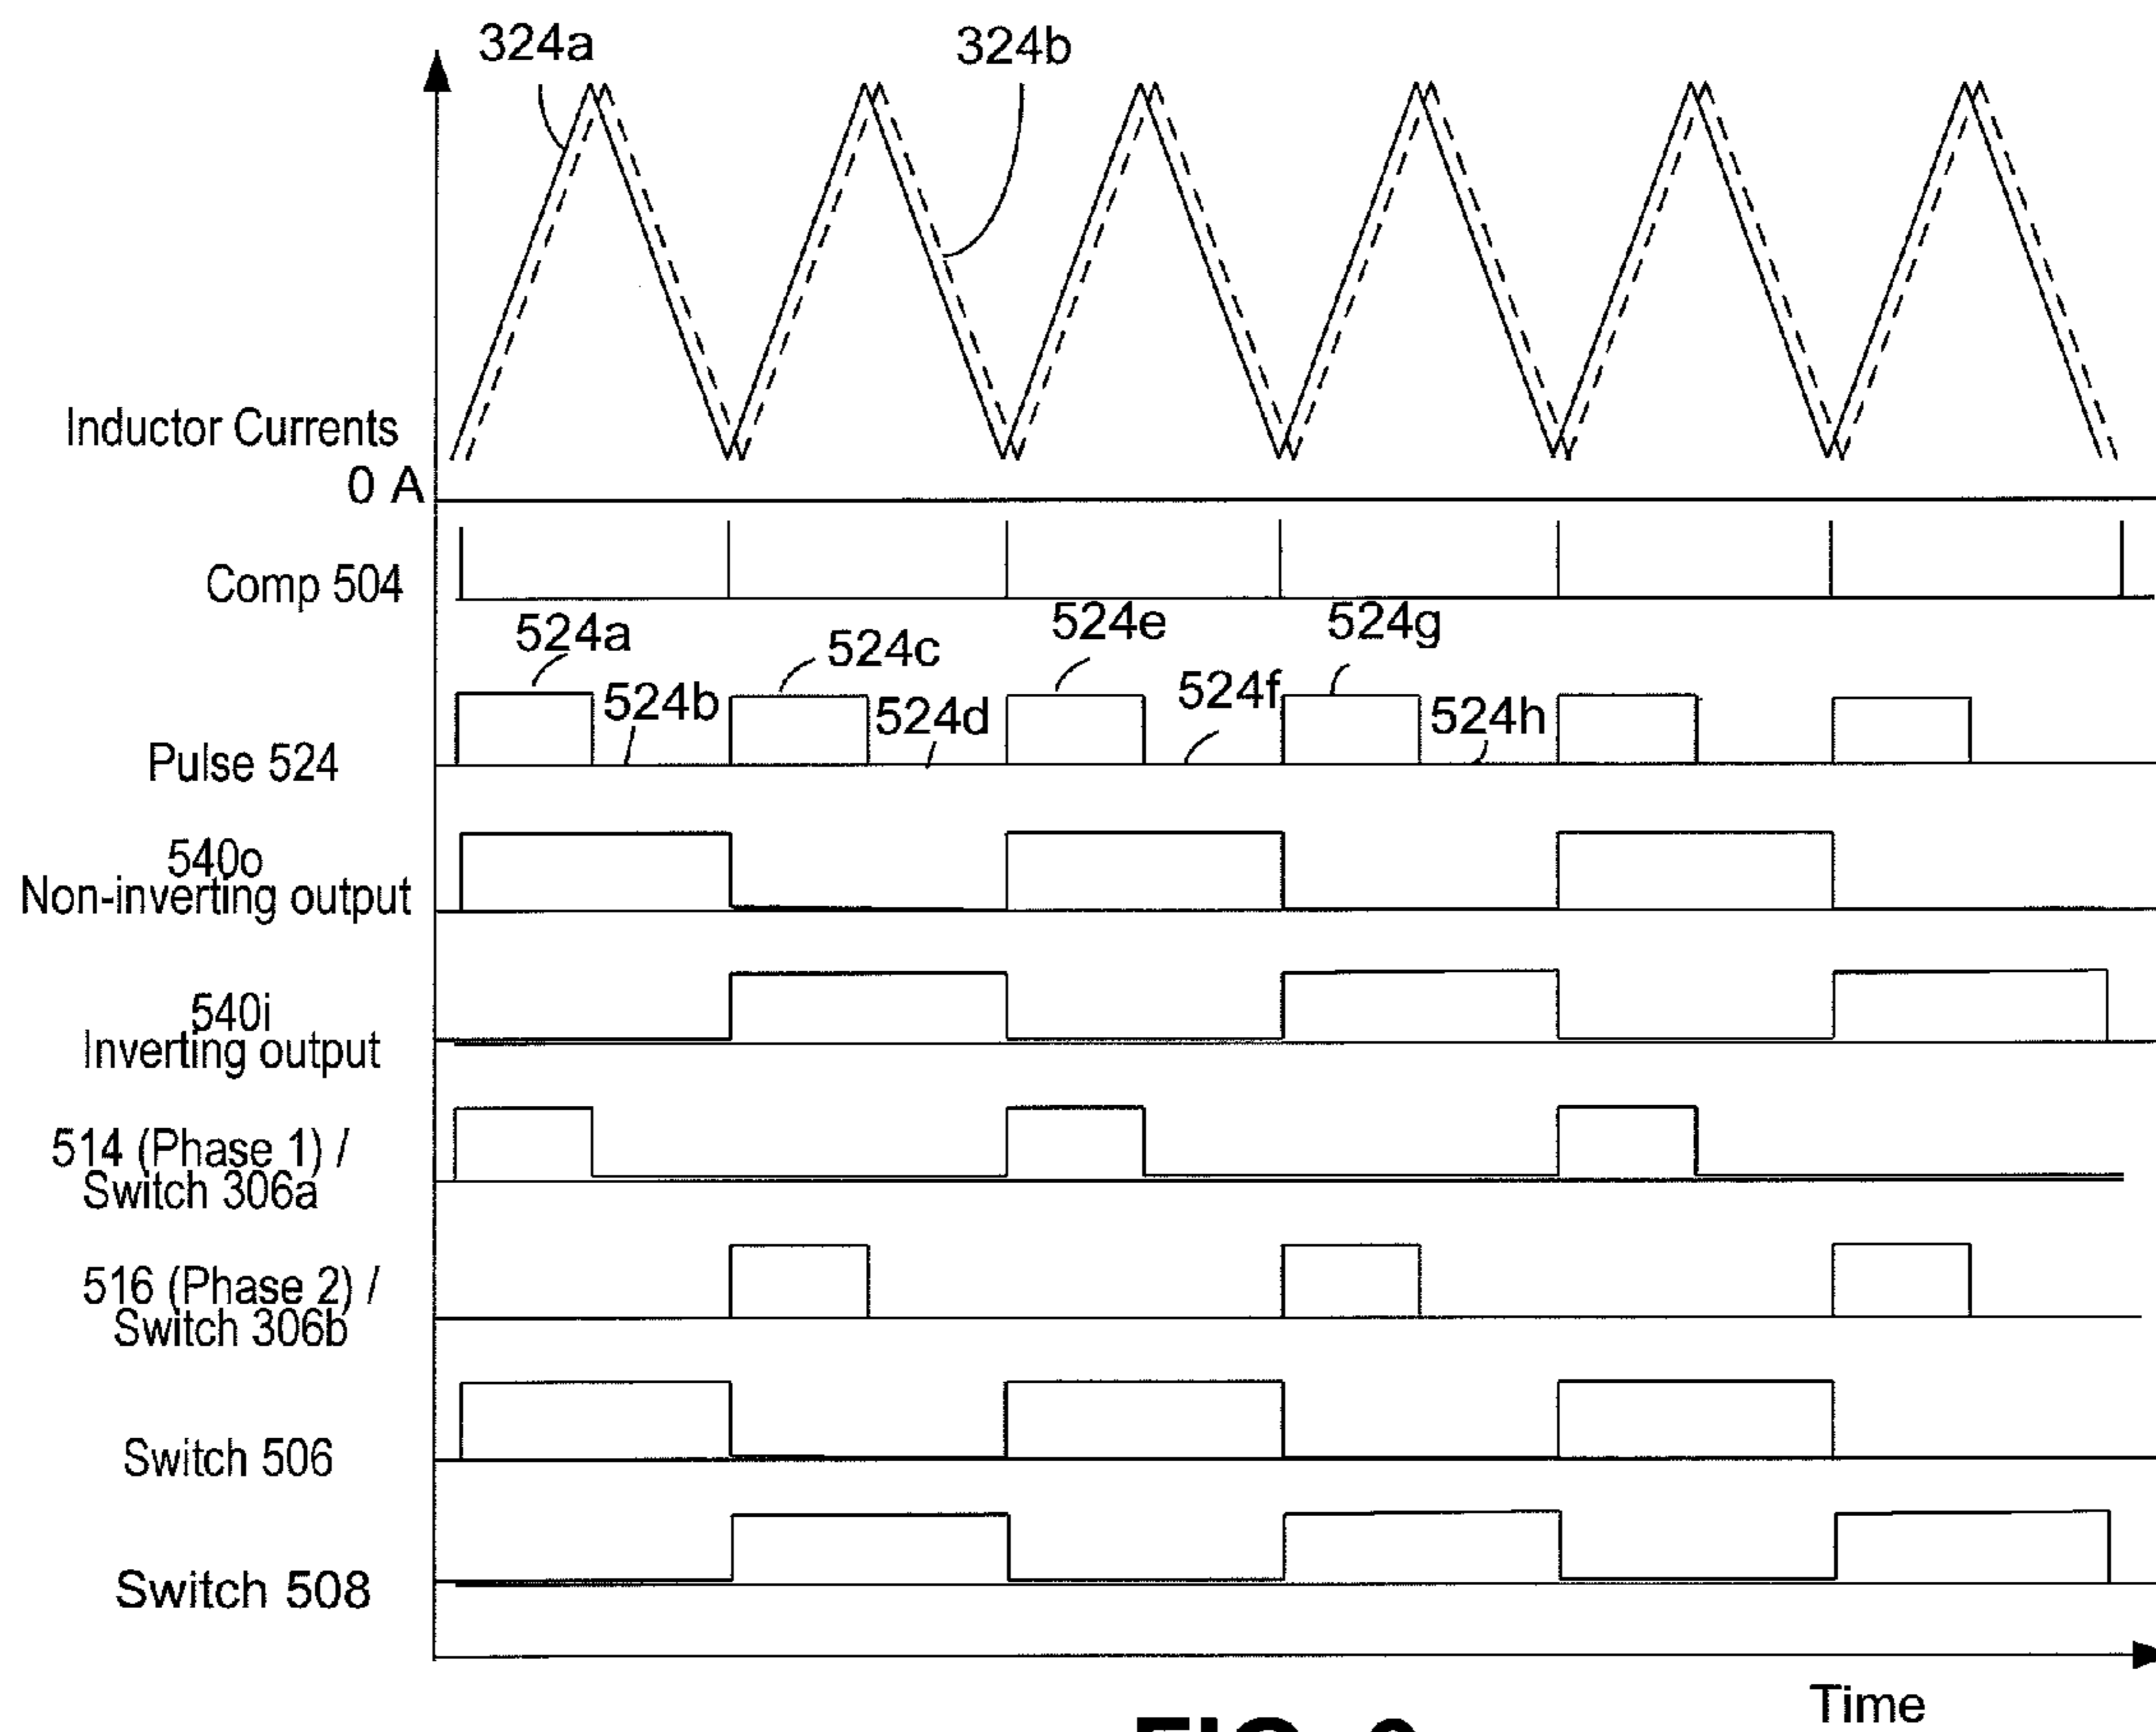 324a
324b
Inductor Currents
0 A
Comp 504
524a
524c
524e
524g
524b
524d
524f
524h
Pulse 524
540o
Non-inverting output
540i
Inverting output
514 (Phase 1) /
Switch 306a
516 (Phase 2) /
Switch 306b
Switch 506
Switch 508
Time